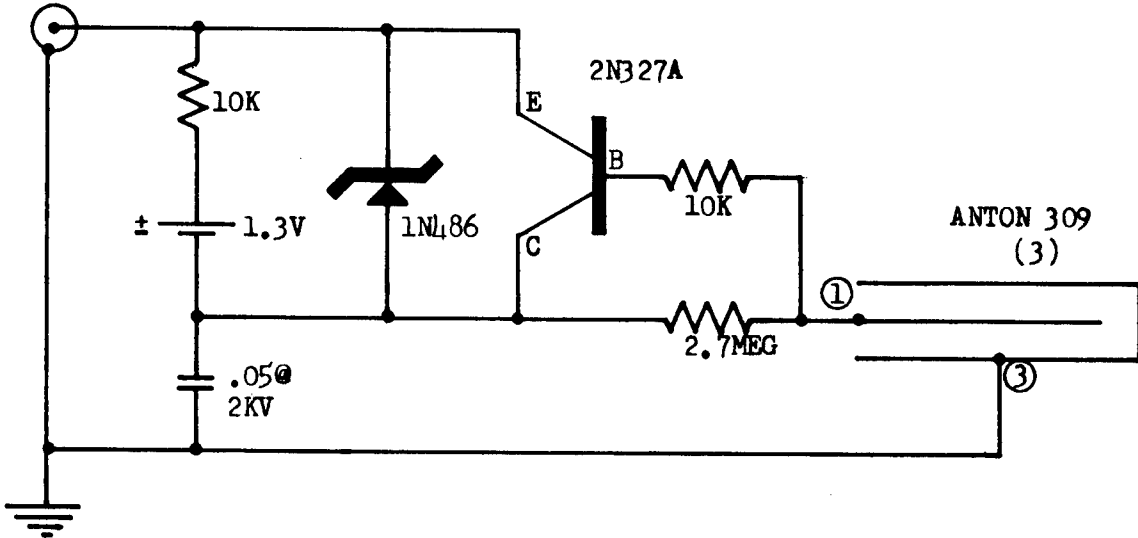 2N327A
E
10K
B
10K
± 1.3V
1N486
C
ANTON 309
(3)
①
2.7MEG
.05@
2KV
③